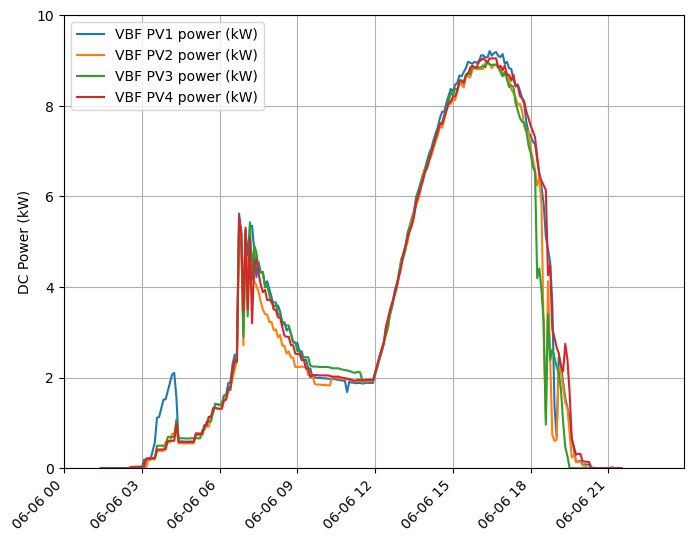 VBF PV1 power (kW)
VBF PV2 power (kW)
VBF PV3 power (kW)
VBF PV4 power (kW)
DC Power (kW)
10
8
6
4
2
0
06-06 00
06-06 03
06-06 06
06-06 09
06-06 12
06-06 15
06-06 18
06-06 21